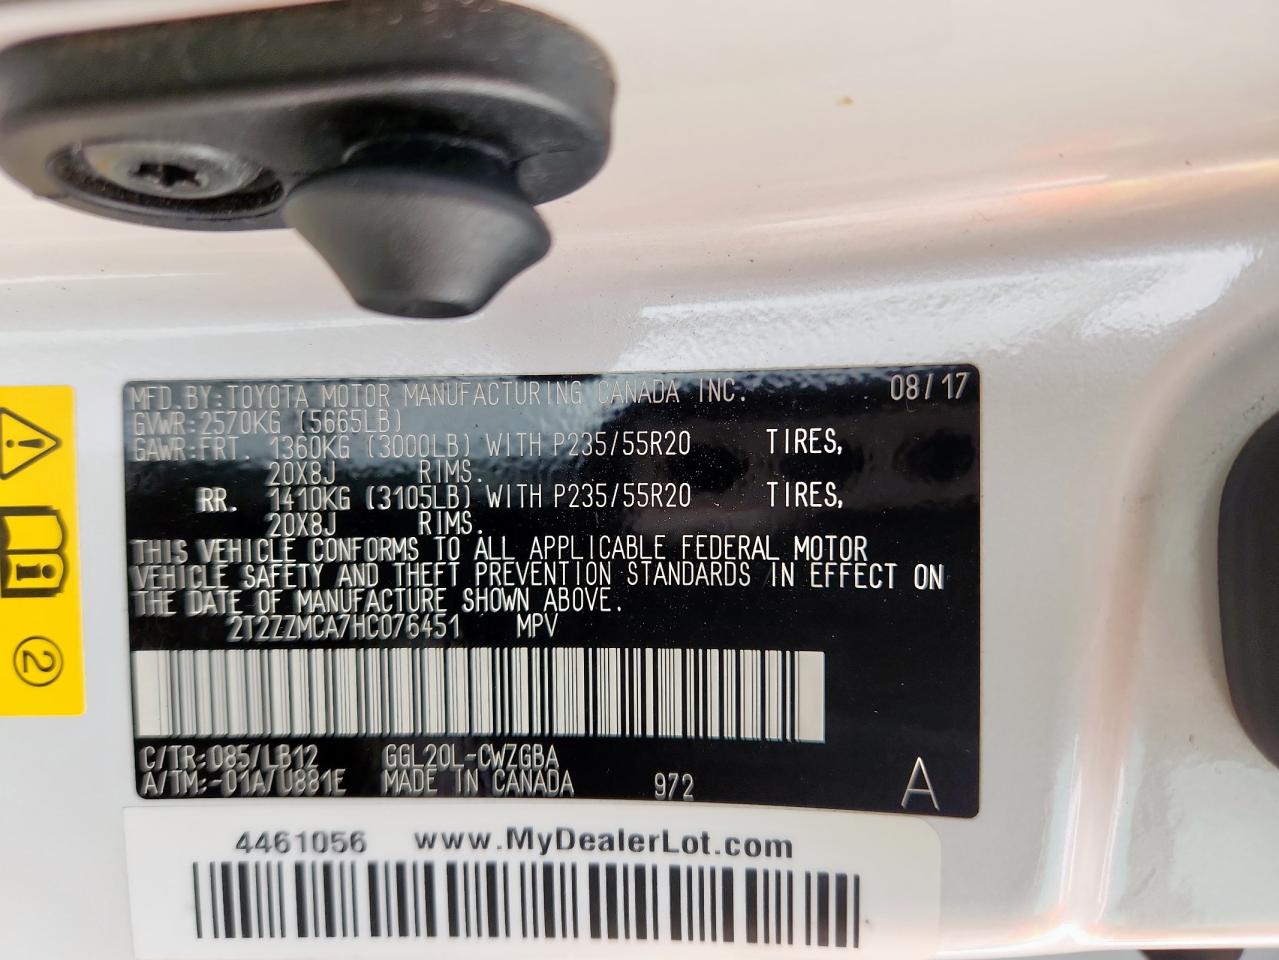 MFD.BY:TOYOTA MOTOR MANUFACTURING CANADA INC. 08/17
GVWR:2570KG (5665LB)
GAWR:FRT. 1360KG (3000LB) WITH P235/55R20 TIRES,
20X8J RIMS.
RR. 1410KG (3105LB) WITH P235/55R20 TIRES,
20X8J RIMS.
THIS VEHICLE CONFORMS TO ALL APPLICABLE FEDERAL MOTOR
VEHICLE SAFETY AND THEFT PREVENTION STANDARDS IN EFFECT ON
THE DATE OF MANUFACTURE SHOWN ABOVE.
2T2ZZMCA7HC076451 MPV
C/TR:085/LB12 GGL20L-CWZGBA
A/TM:-01A/U881E MADE IN CANADA 972 A
2
4461056 www.MyDealerLot.com